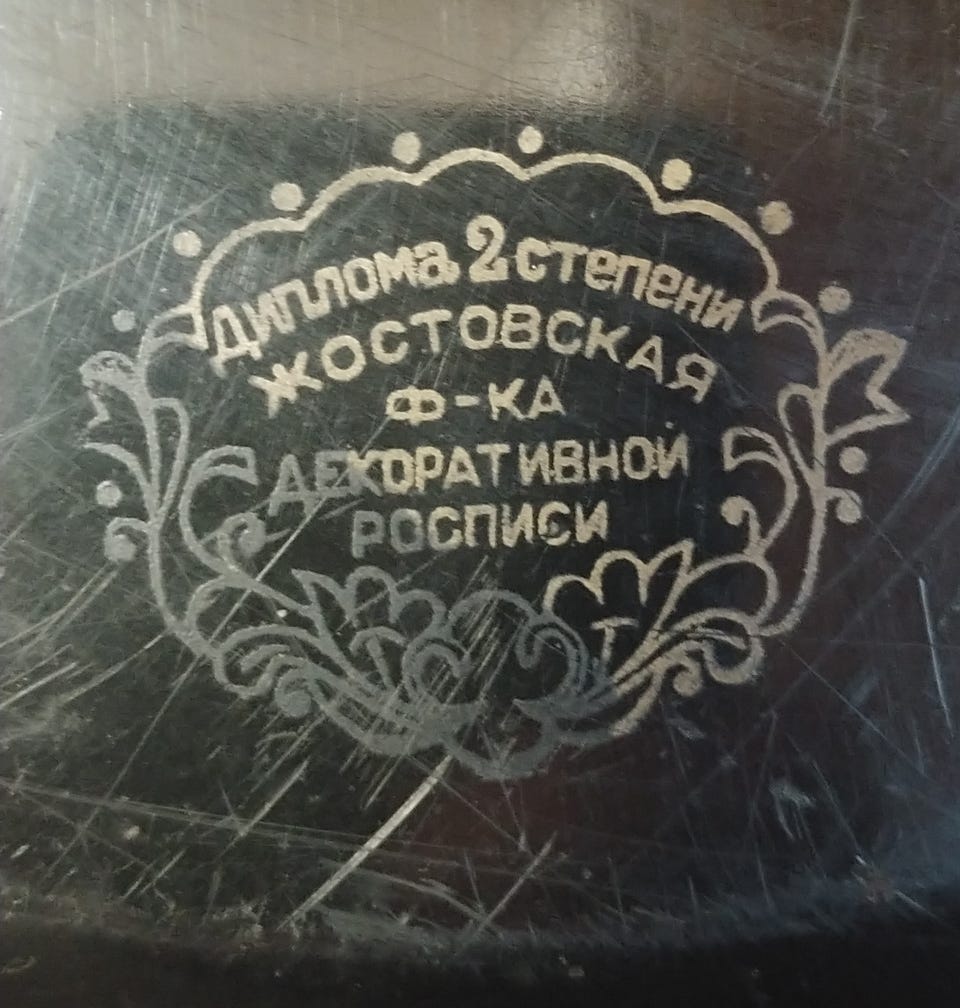 Диплома 2 степени
ЖОСТОВСКАЯ
Ф-КА
ДЕКОРАТИВНОЙ
РОСПИСИ